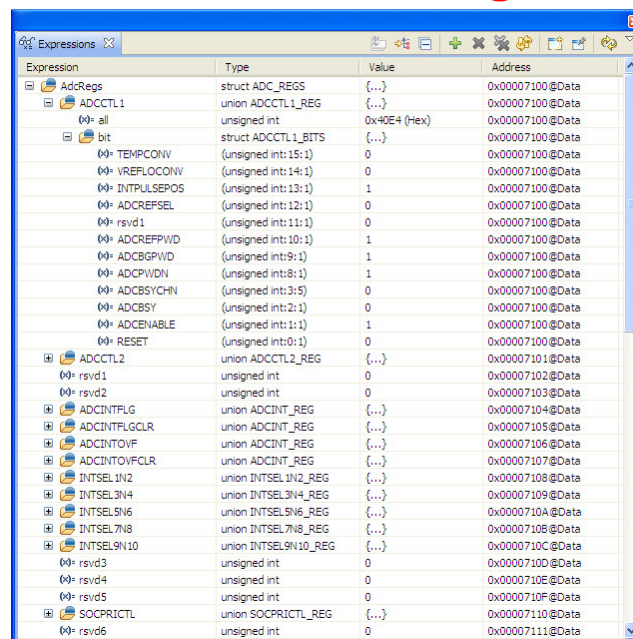 Expressions
Expression Type Value Address
AdcRegs struct ADC_REGS {...} 0x00007100@Data
ADCCTL1 union ADCCTL1_REG {...} 0x00007100@Data
(x)= all unsigned int 0x40E4 (Hex) 0x00007100@Data
bit struct ADCCTL1_BITS {...} 0x00007100@Data
(x)= TEMPCONV (unsigned int:15:1) 0 0x00007100@Data
(x)= VREFLOCONV (unsigned int:14:1) 0 0x00007100@Data
(x)= INTPULSEPOS (unsigned int:13:1) 1 0x00007100@Data
(x)= ADCREFSEL (unsigned int:12:1) 0 0x00007100@Data
(x)= rsvd1 (unsigned int:11:1) 0 0x00007100@Data
(x)= ADCREFPWD (unsigned int:10:1) 1 0x00007100@Data
(x)= ADCBGPWD (unsigned int:9:1) 1 0x00007100@Data
(x)= ADCPWDN (unsigned int:8:1) 1 0x00007100@Data
(x)= ADCBSYCHN (unsigned int:3:5) 0 0x00007100@Data
(x)= ADCBSY (unsigned int:2:1) 0 0x00007100@Data
(x)= ADCENABLE (unsigned int:1:1) 1 0x00007100@Data
(x)= RESET (unsigned int:0:1) 0 0x00007100@Data
ADCCTL2 union ADCCTL2_REG {...} 0x00007101@Data
(x)= rsvd1 unsigned int 0 0x00007102@Data
(x)= rsvd2 unsigned int 0 0x00007103@Data
ADCINTFLG union ADCINT_REG {...} 0x00007104@Data
ADCINTFLGCLR union ADCINT_REG {...} 0x00007105@Data
ADCINTOVF union ADCINT_REG {...} 0x00007106@Data
ADCINTOVFCLR union ADCINT_REG {...} 0x00007107@Data
INTSEL1N2 union INTSEL1N2_REG {...} 0x00007108@Data
INTSEL3N4 union INTSEL3N4_REG {...} 0x00007109@Data
INTSEL5N6 union INTSEL5N6_REG {...} 0x0000710A@Data
INTSEL7N8 union INTSEL7N8_REG {...} 0x0000710B@Data
INTSEL9N10 union INTSEL9N10_REG {...} 0x0000710C@Data
(x)= rsvd3 unsigned int 0 0x0000710D@Data
(x)= rsvd4 unsigned int 0 0x0000710E@Data
(x)= rsvd5 unsigned int 0 0x0000710F@Data
SOCPRICTL union SOCPRICTL_REG {...} 0x00007110@Data
(x)= rsvd6 unsigned int 0 0x00007111@Data